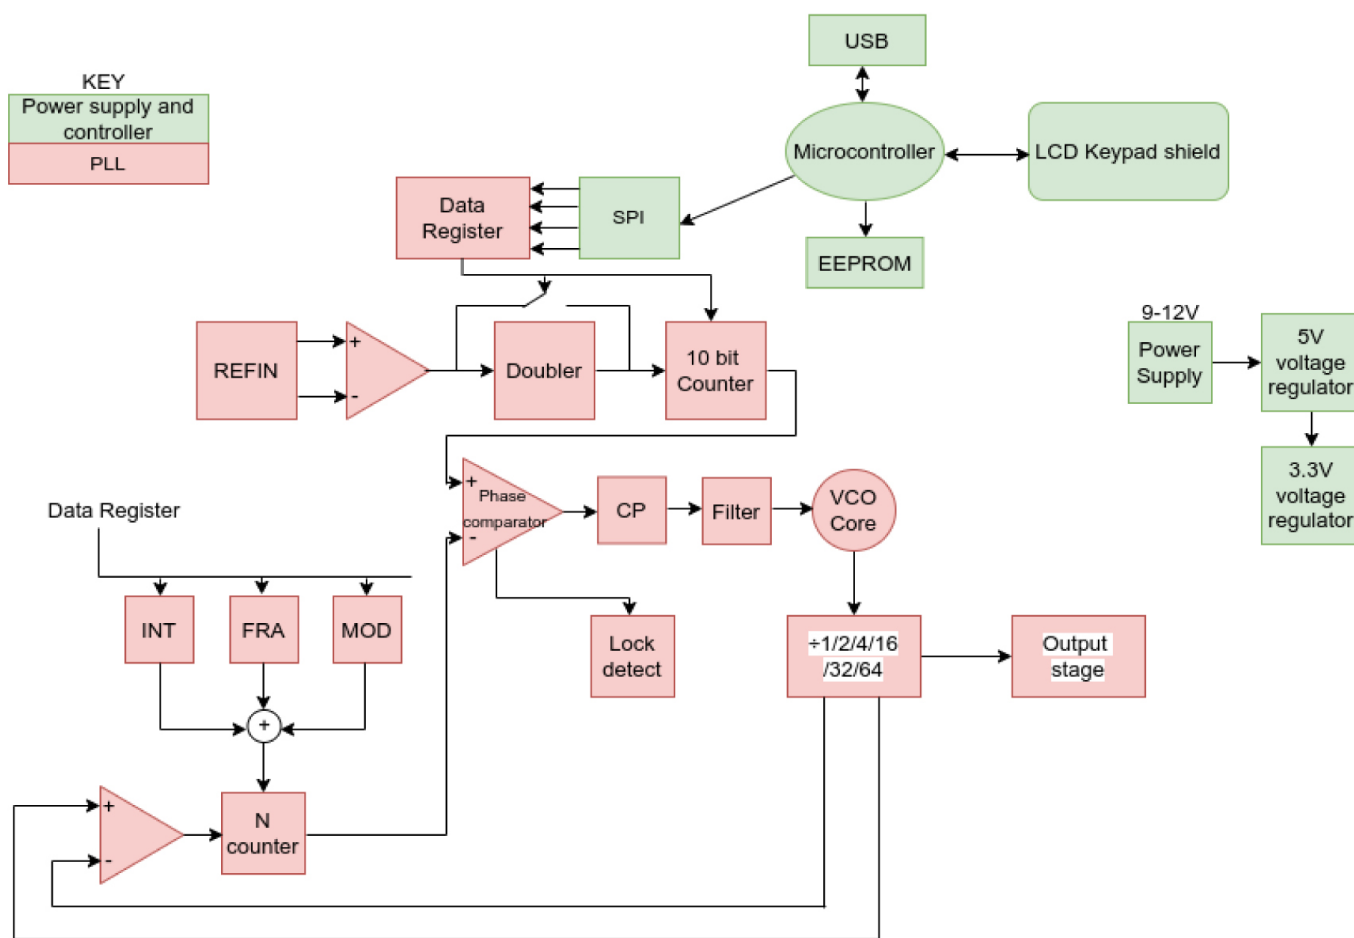 USB
KEY
Power supply and
controller
PLL
Microcontroller
LCD Keypad shield
Data
Register
SPI
EEPROM
9-12V
Power
Supply
5V
voltage
regulator
REFIN
+
-
Doubler
10 bit
Counter
3.3V
voltage
regulator
Data Register
+
Phase
comparator
-
CP
Filter
VCO
Core
INT
FRA
MOD
Lock
detect
÷1/2/4/16
/32/64
Output
stage
+
+
-
N
counter